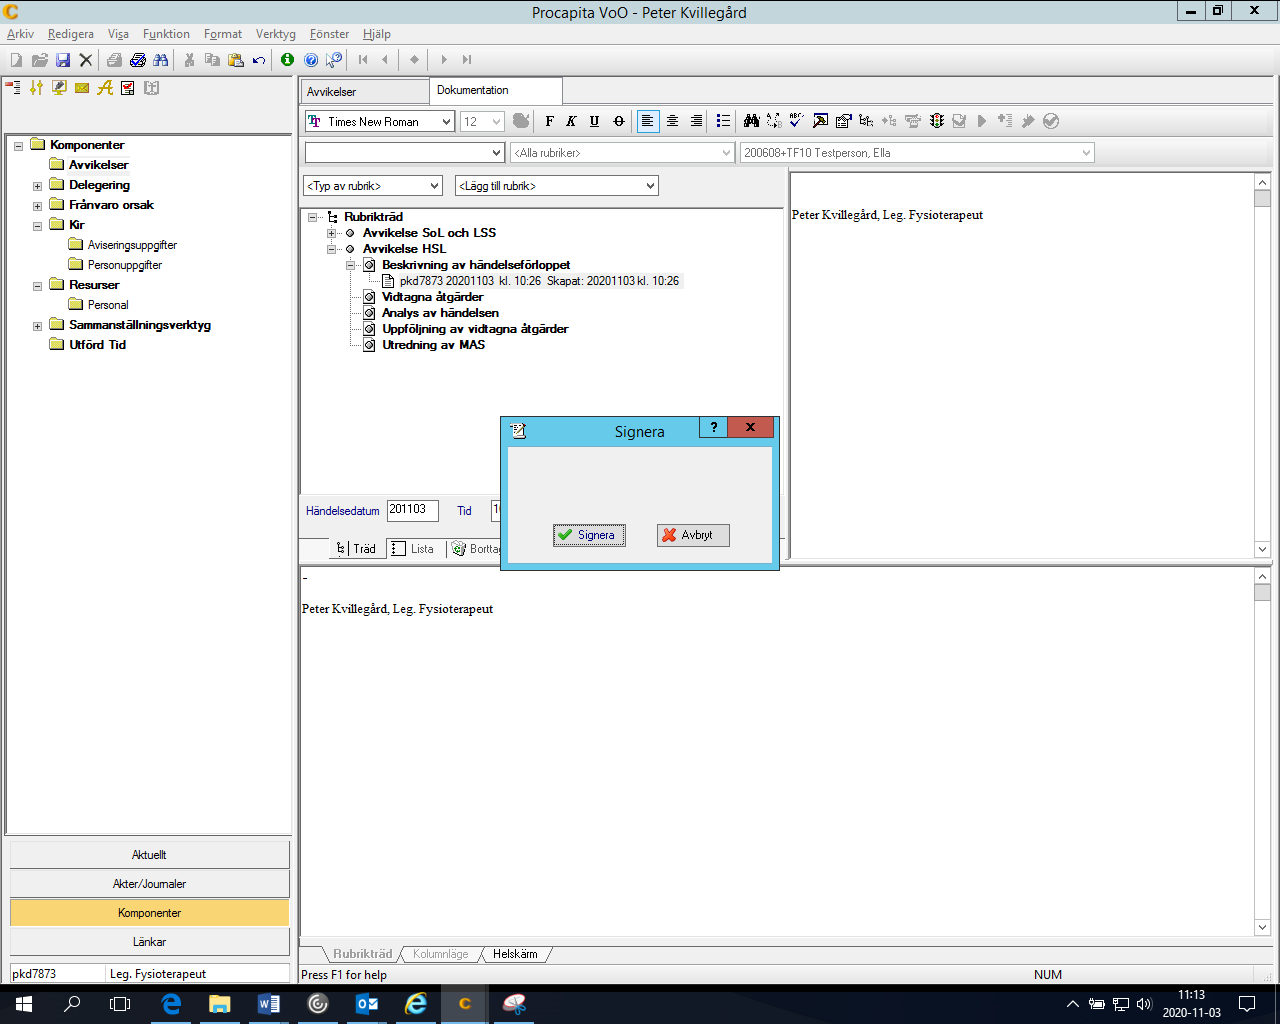 Procapita VoO - Peter Kvillegård
Arkiv Redigera Visa Funktion Format Verktyg Fönster Hjälp
Avvikelser Dokumentation
Times New Roman 12 F K U O
<Alla rubriker> 200608+TF10 Testperson, Ella
<Typ av rubrik> <Lägg till rubrik>
Komponenter
Avvikelser
Delegering
Frånvaro orsak
Kir
Aviseringsuppgifter
Personuppgifter
Resurser
Personal
Sammanställningsverktyg
Utförd Tid
Rubrikträd
Avvikelse SoL och LSS
Avvikelse HSL
Beskrivning av händelseförloppet
pkd7873 20201103 kl. 10:26 Skapat: 20201103 kl. 10:26
Vidtagna åtgärder
Analys av händelsen
Uppföljning av vidtagna åtgärder
Utredning av MAS
Peter Kvillegård, Leg. Fysioterapeut
Signera
Signera Avbryt
Händelsedatum 201103 Tid
Träd Lista
-
Peter Kvillegård, Leg. Fysioterapeut
Aktuellt
Akter/Journaler
Komponenter
Länkar
Rubrikträd Kolumnläge Helskärm
pkd7873 Leg. Fysioterapeut
Press F1 for help NUM
11:13
2020-11-03